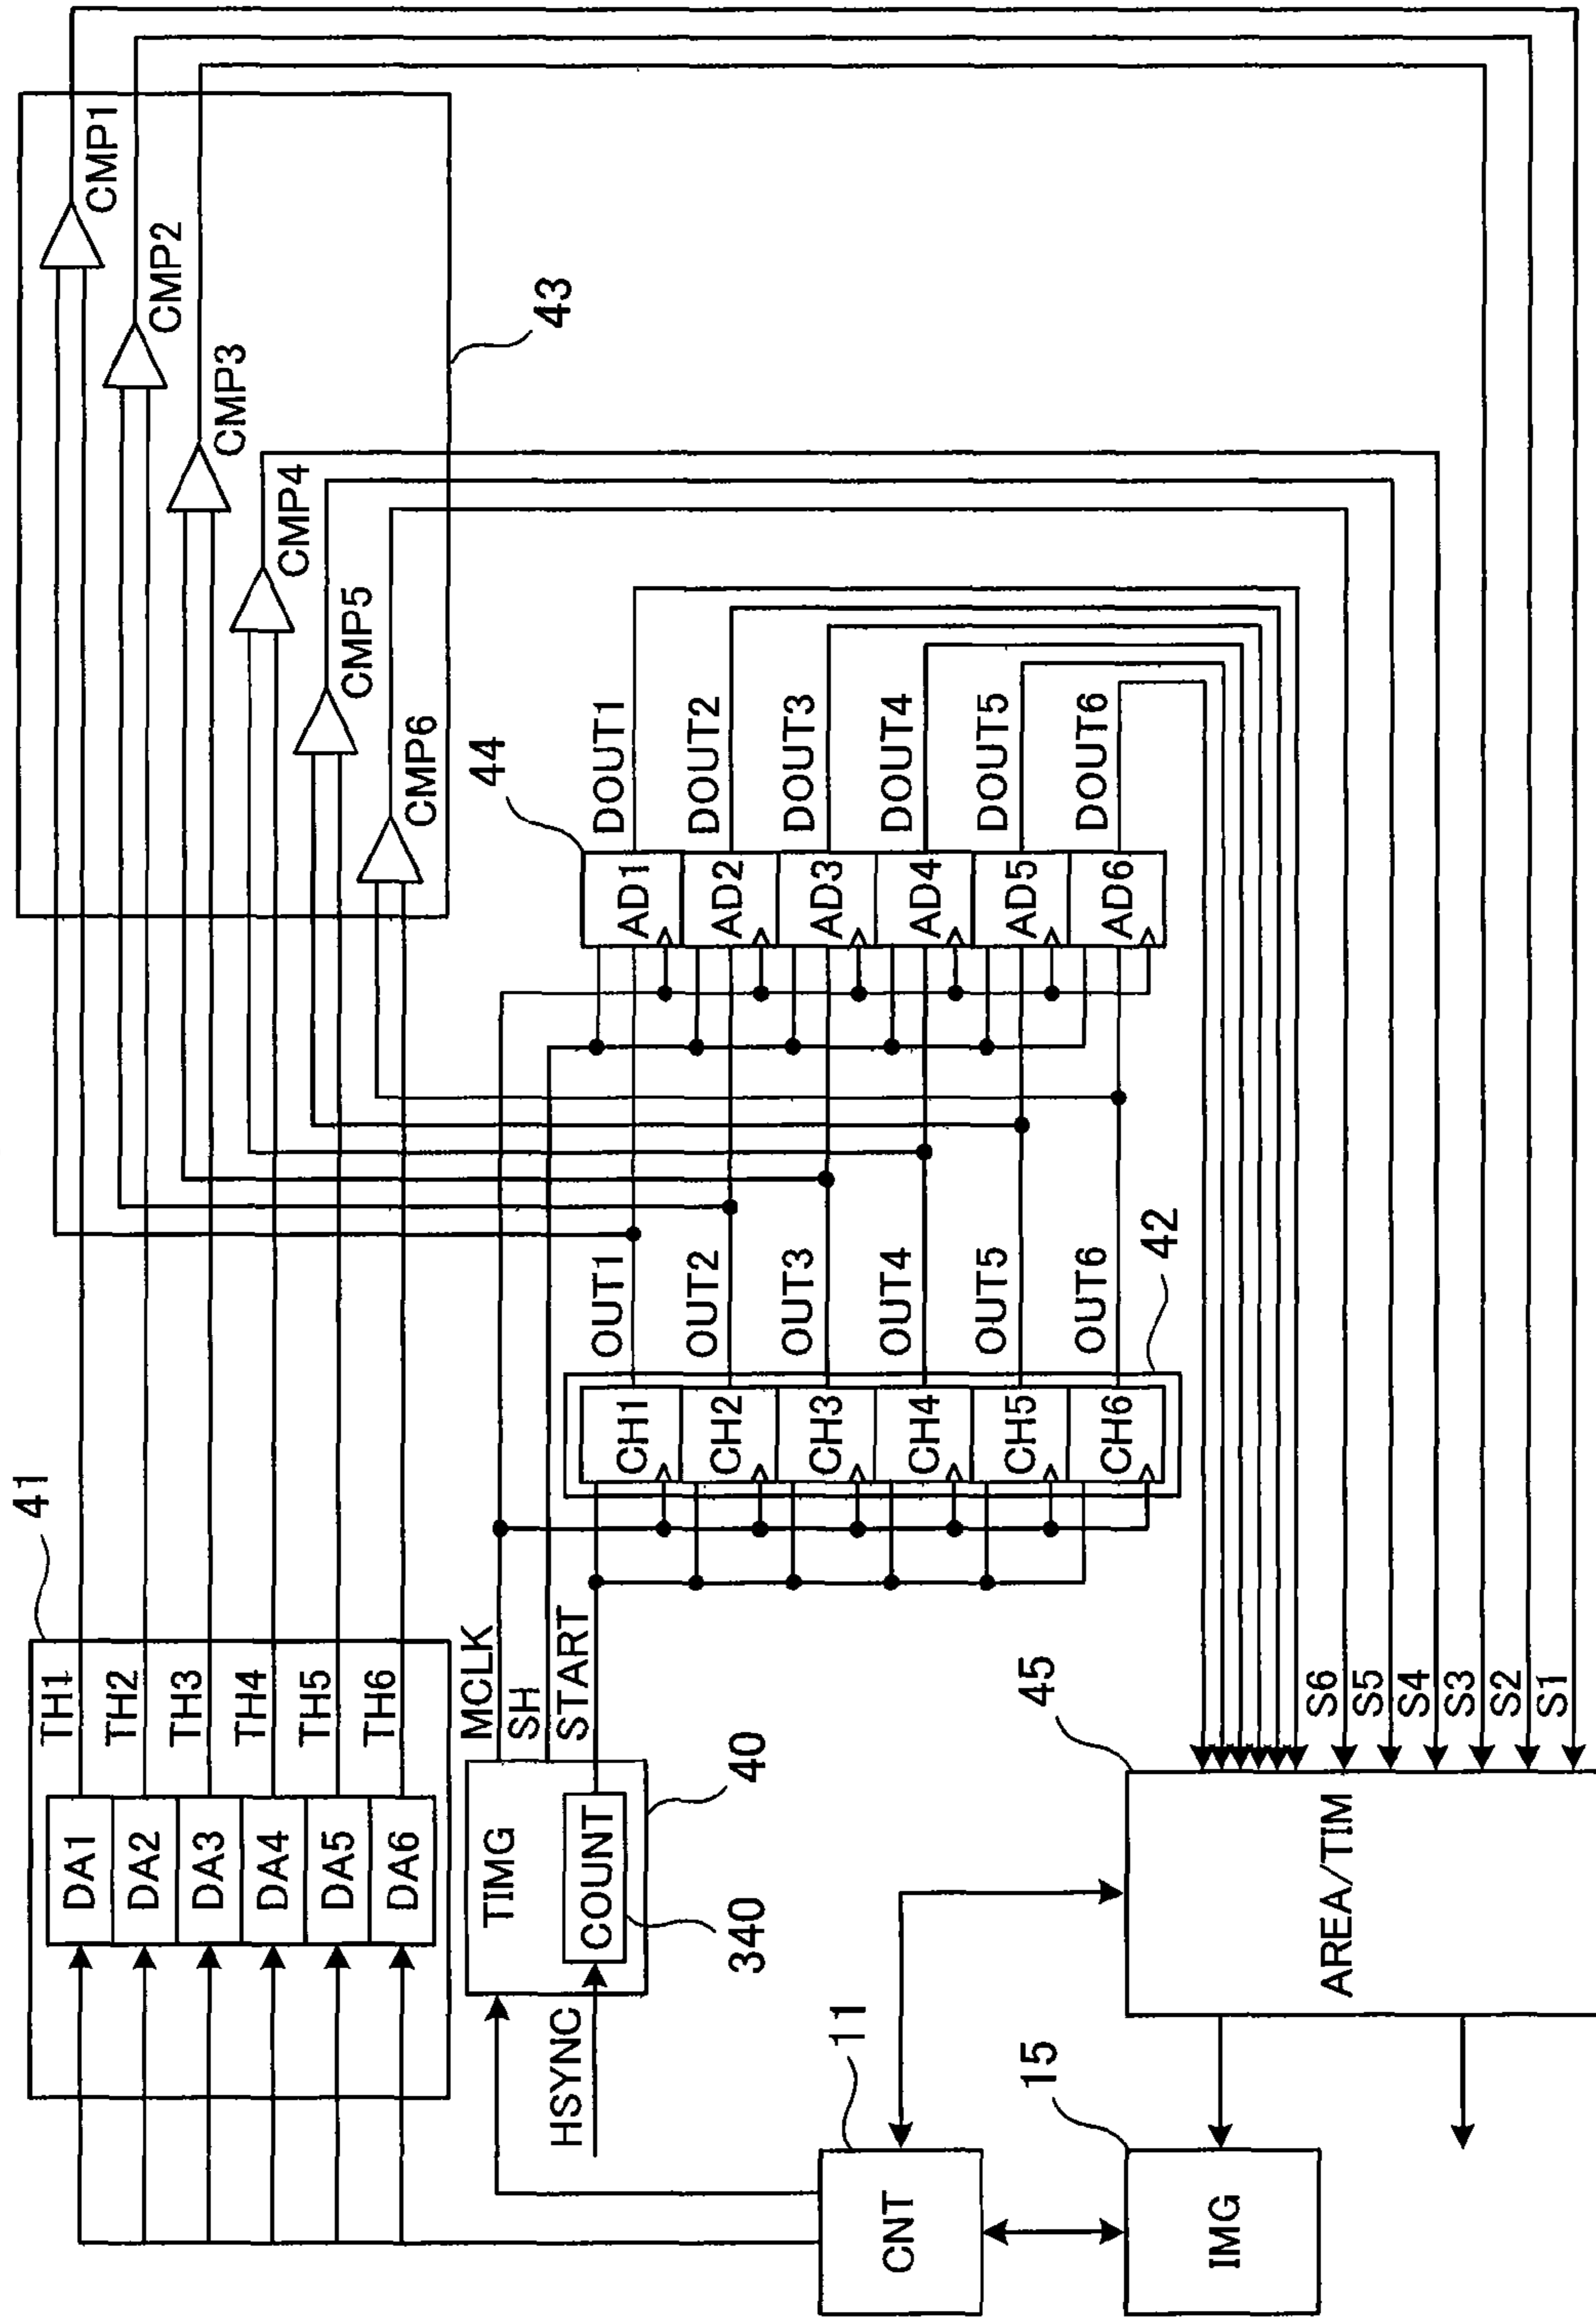 41
DA1
DA2
DA3
DA4
DA5
DA6
TH1
TH2
TH3
TH4
TH5
TH6
CMP1
CMP2
CMP3
CMP4
CMP5
CMP6
43
TIMG
COUNT
HSYNC
340
40
MCLK
SH
START
CH1
CH2
CH3
CH4
CH5
CH6
42
OUT1
OUT2
OUT3
OUT4
OUT5
OUT6
44
AD1
AD2
AD3
AD4
AD5
AD6
DOUT1
DOUT2
DOUT3
DOUT4
DOUT5
DOUT6
11
CNT
15
IMG
45
AREA/TIM
S6
S5
S4
S3
S2
S1